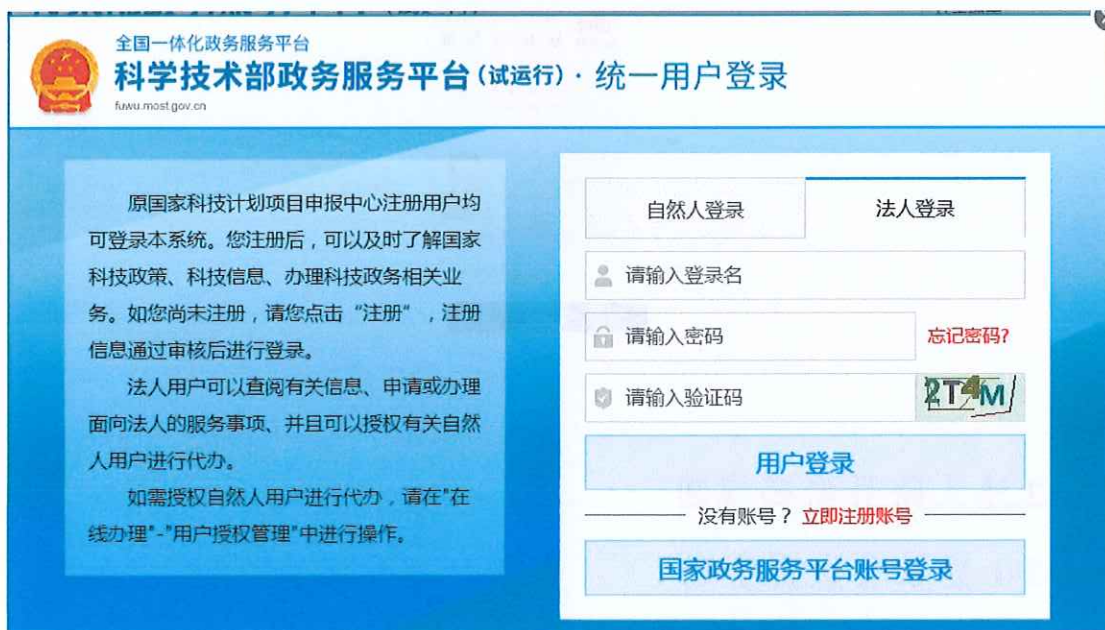 全国一体化政务服务平台
科学技术部政务服务平台(试运行)·统一用户登录
fuwu.most.gov.cn
原国家科技计划项目申报中心注册用户均
可登录本系统。您注册后，可以及时了解国家
科技政策、科技信息、办理科技政务相关业
务。如您尚未注册，请您点击“注册”，注册
信息通过审核后进行登录。
法人用户可以查阅有关信息、申请或办理
面向法人的服务事项、并且可以授权有关自然
人用户进行代办。
如需授权自然人用户进行代办，请在"在
线办理"-"用户授权管理"中进行操作。
自然人登录
法人登录
请输入登录名
请输入密码
忘记密码?
请输入验证码
2T4M
用户登录
没有账号？立即注册账号
国家政务服务平台账号登录